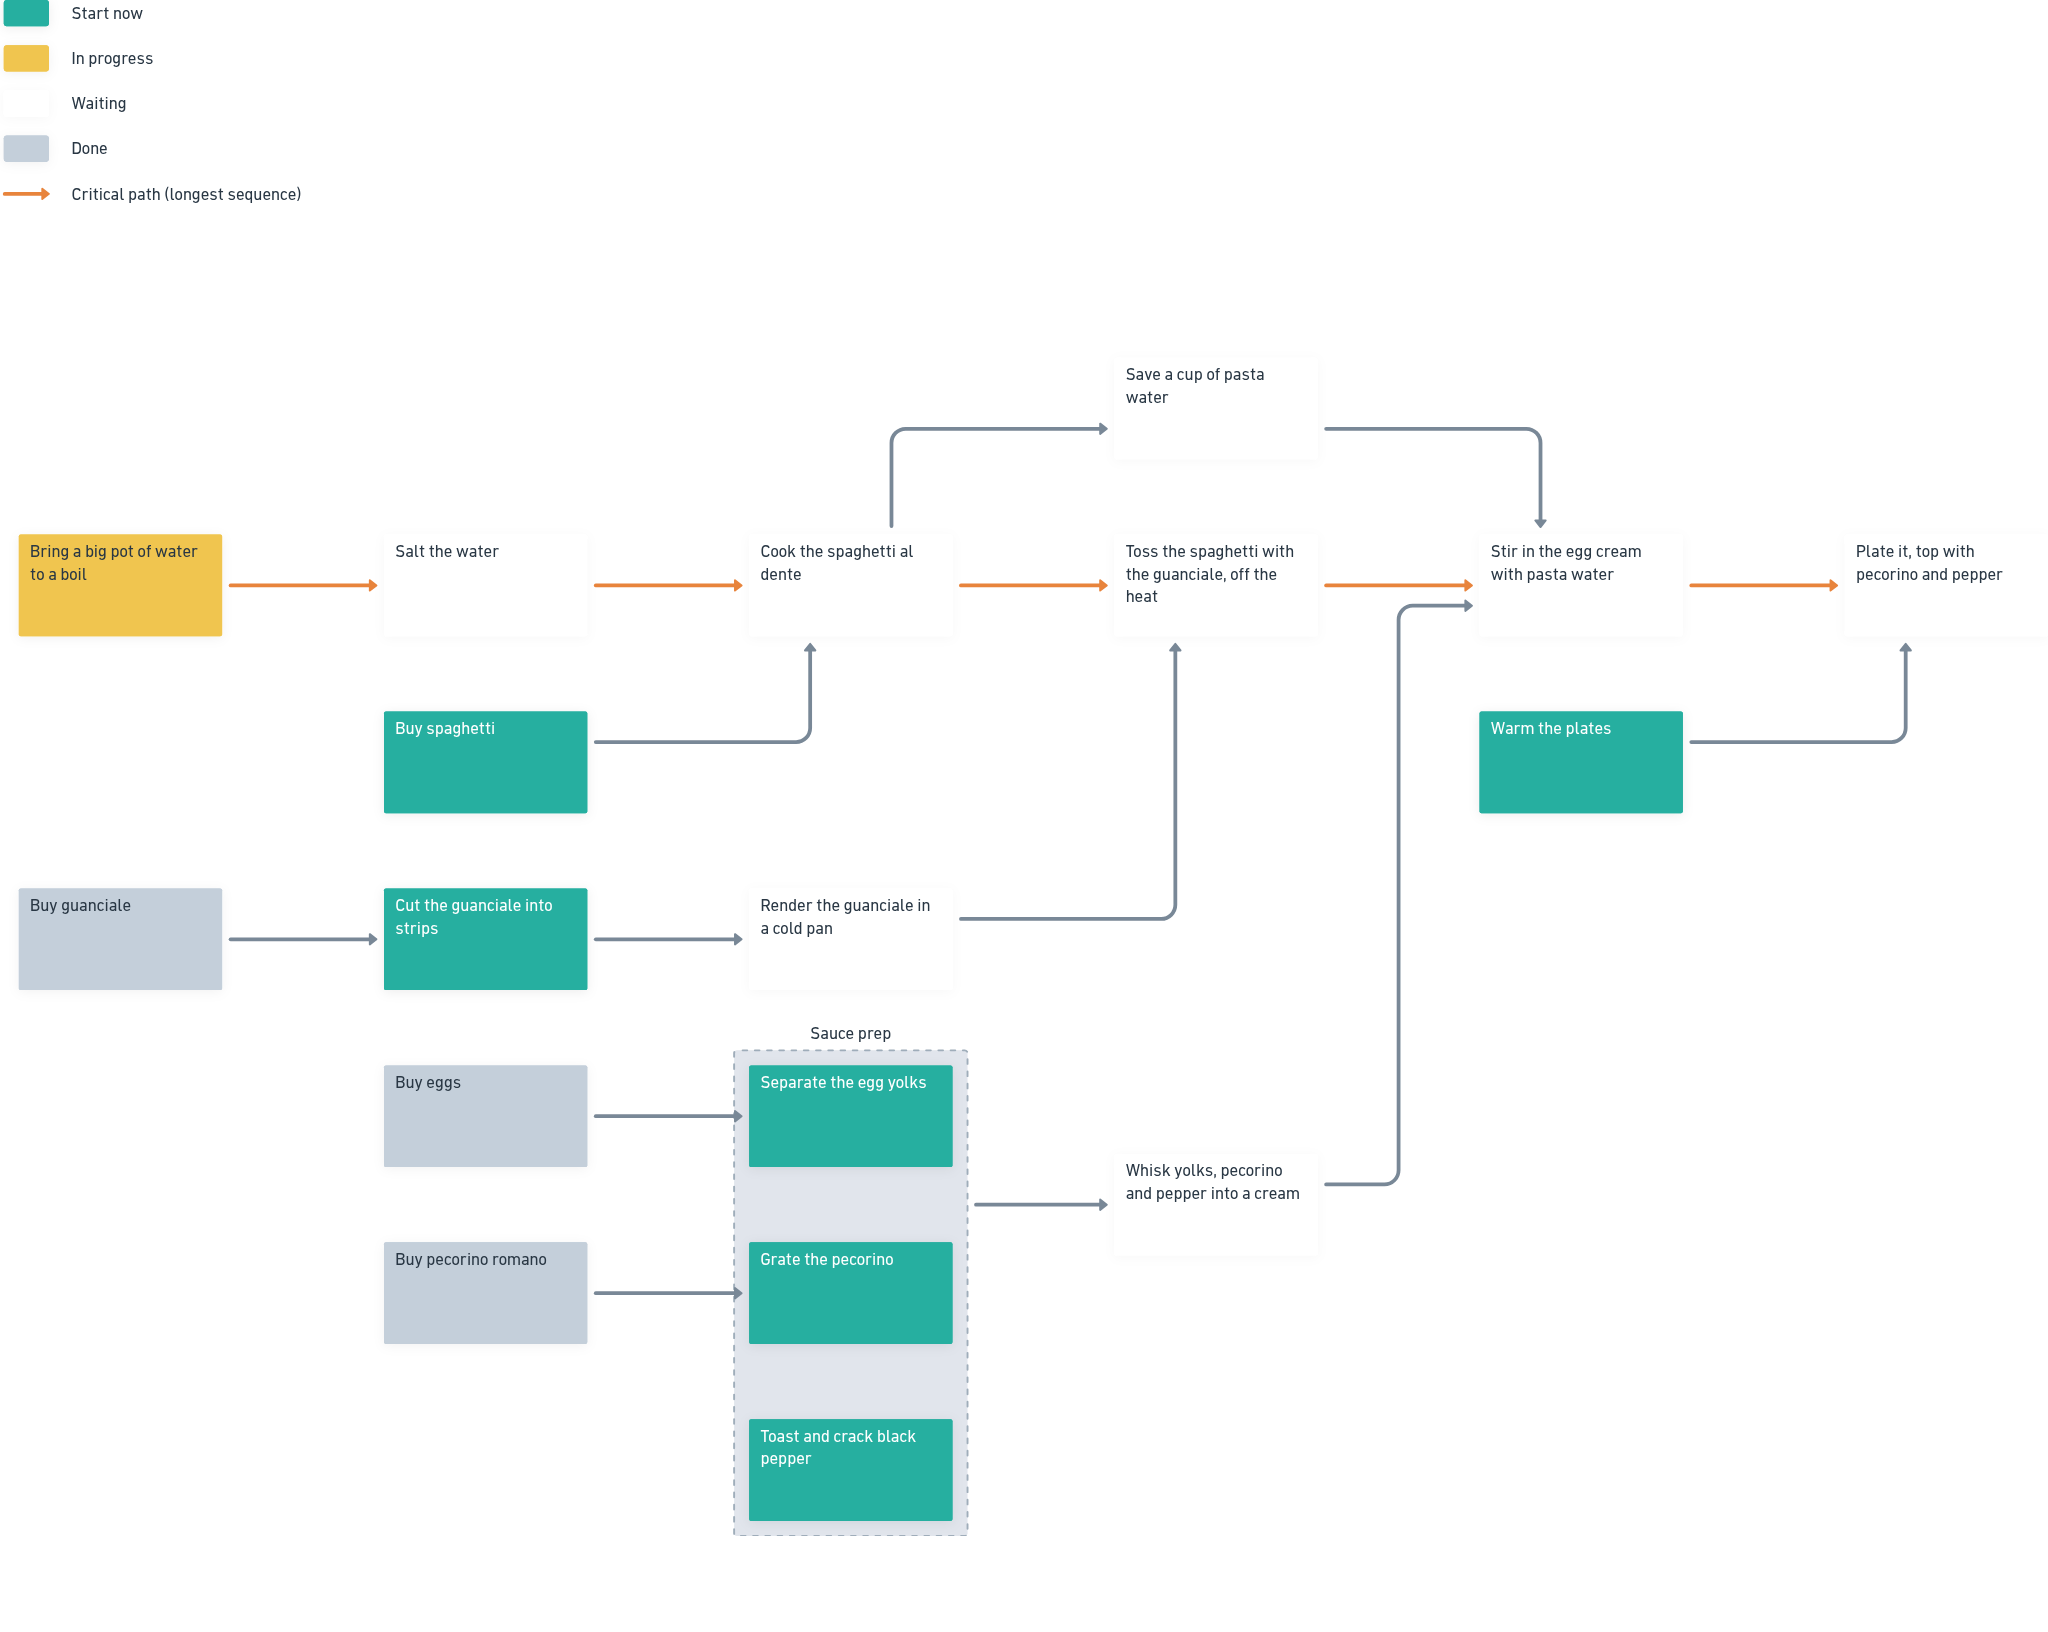 Start now
In progress
Waiting
Done
Critical path (longest sequence)
Save a cup of pasta
water
Bring a big pot of water
to a boil
Salt the water
Cook the spaghetti al
dente
Toss the spaghetti with
the guanciale, off the
heat
Stir in the egg cream
with pasta water
Plate it, top with
pecorino and pepper
Buy spaghetti
Warm the plates
Buy guanciale
Cut the guanciale into
strips
Render the guanciale in
a cold pan
Sauce prep
Buy eggs
Separate the egg yolks
Whisk yolks, pecorino
and pepper into a cream
Buy pecorino romano
Grate the pecorino
Toast and crack black
pepper